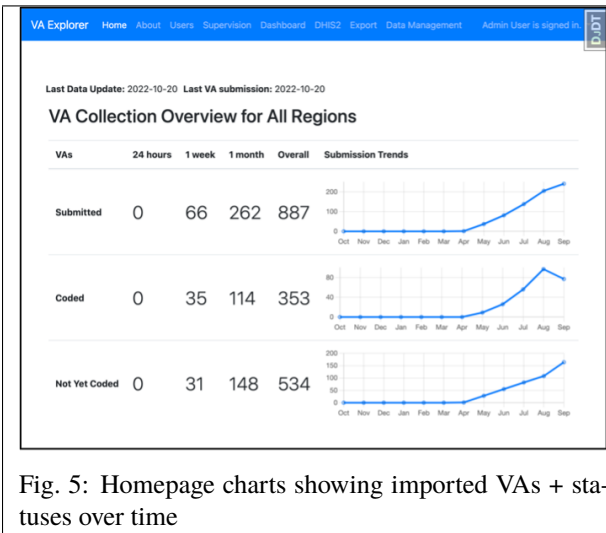 VA Explorer Home About Users Supervision Dashboard DHIS2 Export Data Management Admin User is signed in.
DJDT
Last Data Update: 2022-10-20 Last VA submission: 2022-10-20
VA Collection Overview for All Regions
VAs 24 hours 1 week 1 month Overall Submission Trends
Submitted 0 66 262 887
200
100
0
Oct Nov Dec Jan Feb Mar Apr May Jun Jul Aug Sep
Coded 0 35 114 353
80
40
0
Oct Nov Dec Jan Feb Mar Apr May Jun Jul Aug Sep
Not Yet Coded 0 31 148 534
200
150
100
50
0
Oct Nov Dec Jan Feb Mar Apr May Jun Jul Aug Sep
Fig. 5: Homepage charts showing imported VAs + sta-
tuses over time